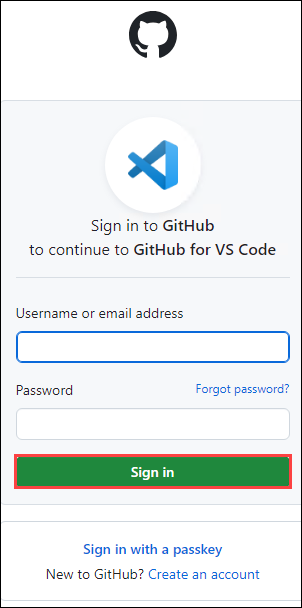 Sign in to GitHub
to continue to GitHub for VS Code
Username or email address
Password Forgot password?
Sign in
Sign in with a passkey
New to GitHub? Create an account